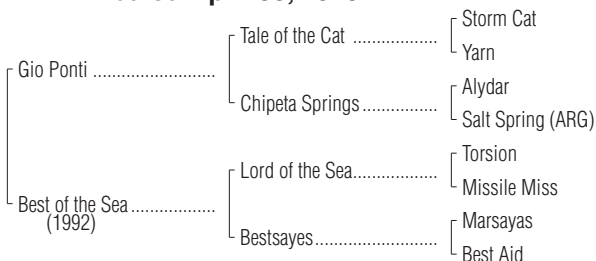 Storm Cat
Tale of the Cat ..................
Yarn
Gio Ponti ..........................
Alydar
Chipeta Springs................
Salt Spring (ARG)
Torsion
Lord of the Sea..................
Missile Miss
Best of the Sea..................
(1992)
Marsayas
Bestsayes..........................
Best Aid